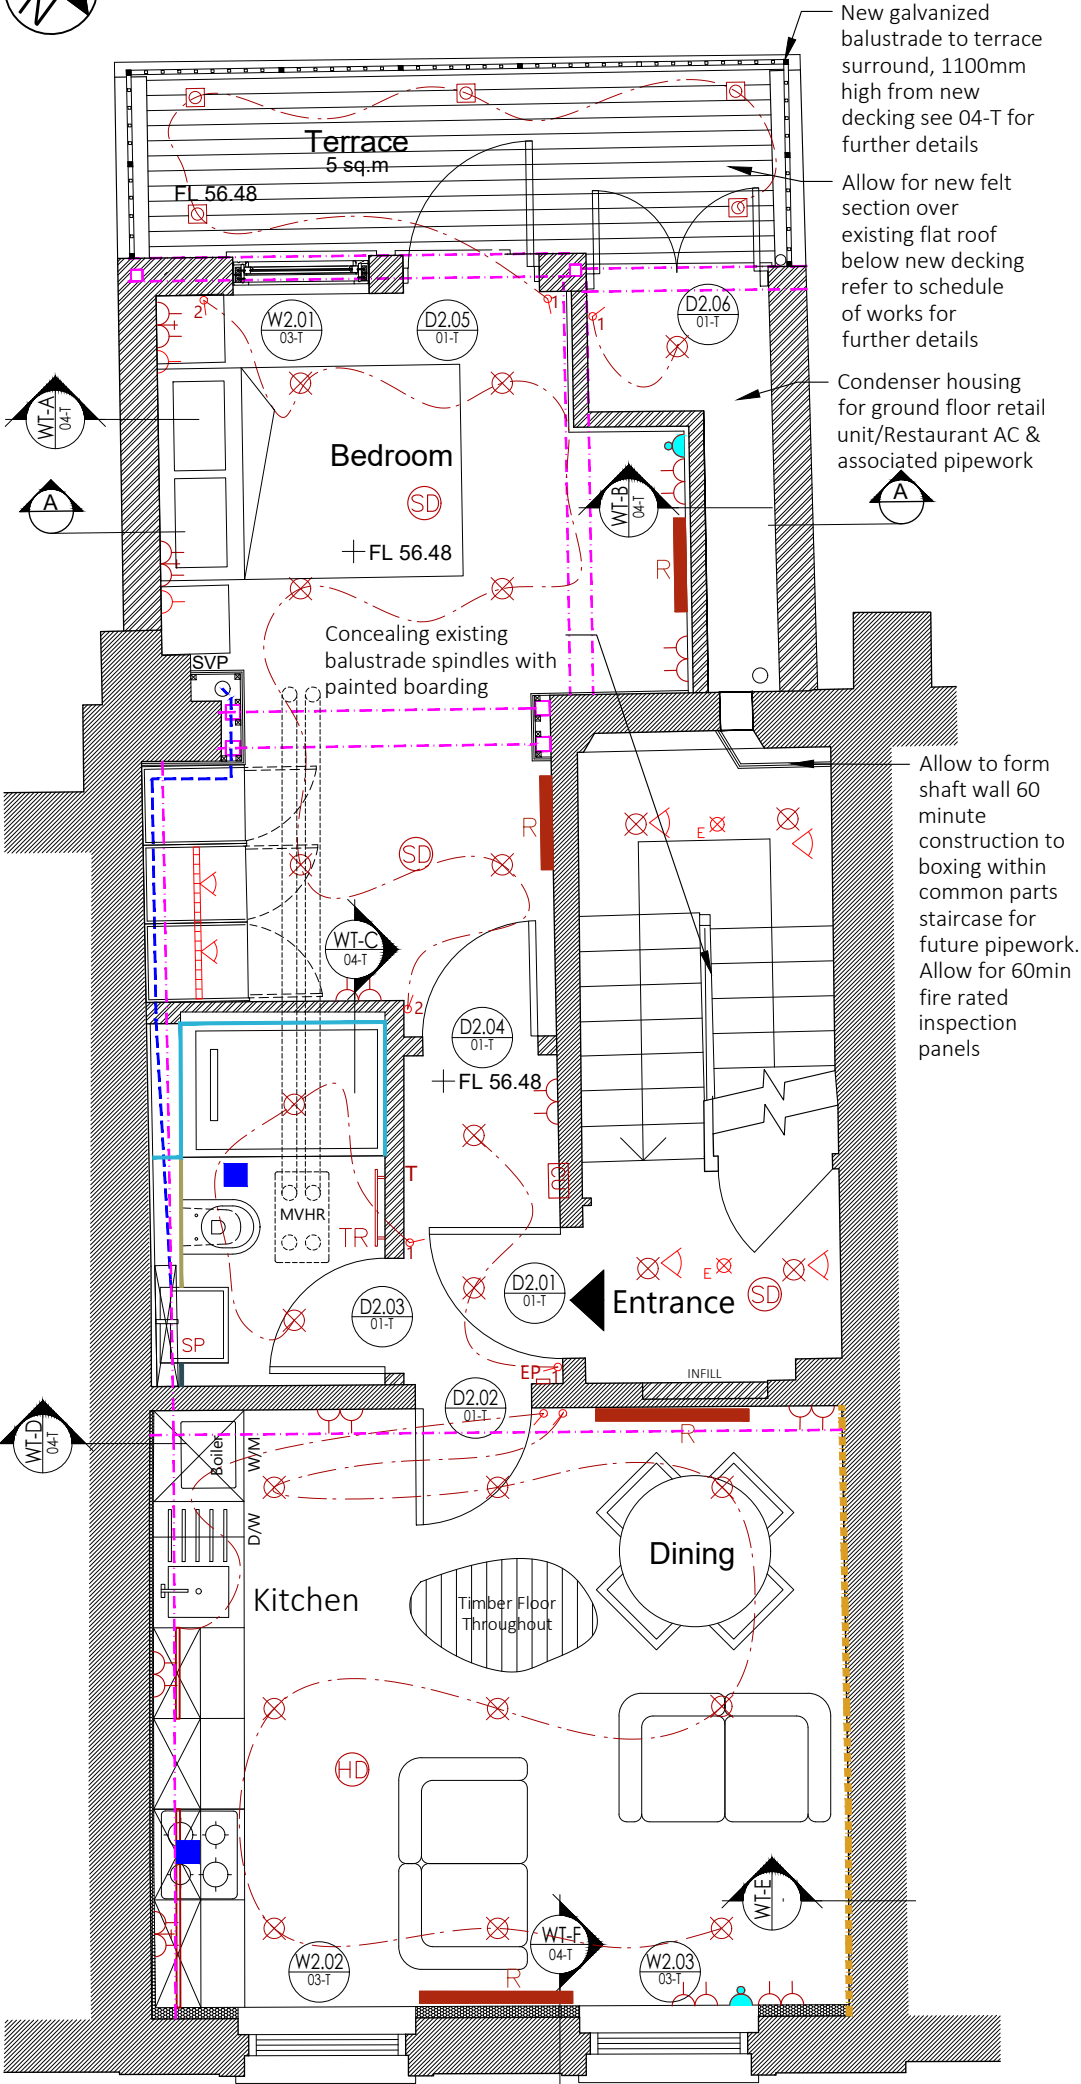 New galvanized
balustrade to terrace
surround, 1100mm
high from new
decking see 04-T for
further details
Terrace
5 sq.m
FL 56.48
Allow for new felt
section over
existing flat roof
below new decking
refer to schedule
of works for
further details
2
1
1
W2.01
03-T
D2.05
01-T
D2.06
01-T
Condenser housing
for ground floor retail
unit/Restaurant AC &
associated pipework
WT-A
04-T
Bedroom
SD
WT-B
04-T
A
A
FL 56.48
R
Concealing existing
balustrade spindles with
painted boarding
SVP
Allow to form
shaft wall 60
minute
construction to
boxing within
common parts
staircase for
future pipework.
Allow for 60min
fire rated
inspection
panels
R
E
SD
WT-C
04-T
2
D2.04
01-T
FL 56.48
CU
T
MVHR
D
TR
1
E
D2.01
01-T
Entrance
SD
D2.03
01-T
SP
EP
1
INFILL
D2.02
01-T
WT-D
04-T
Boiler
W/M
R
D/W
Dining
Kitchen
Timber Floor
Throughout
HD
WT-E
-
WT-F
04-T
W2.02
03-T
W2.03
03-T
R